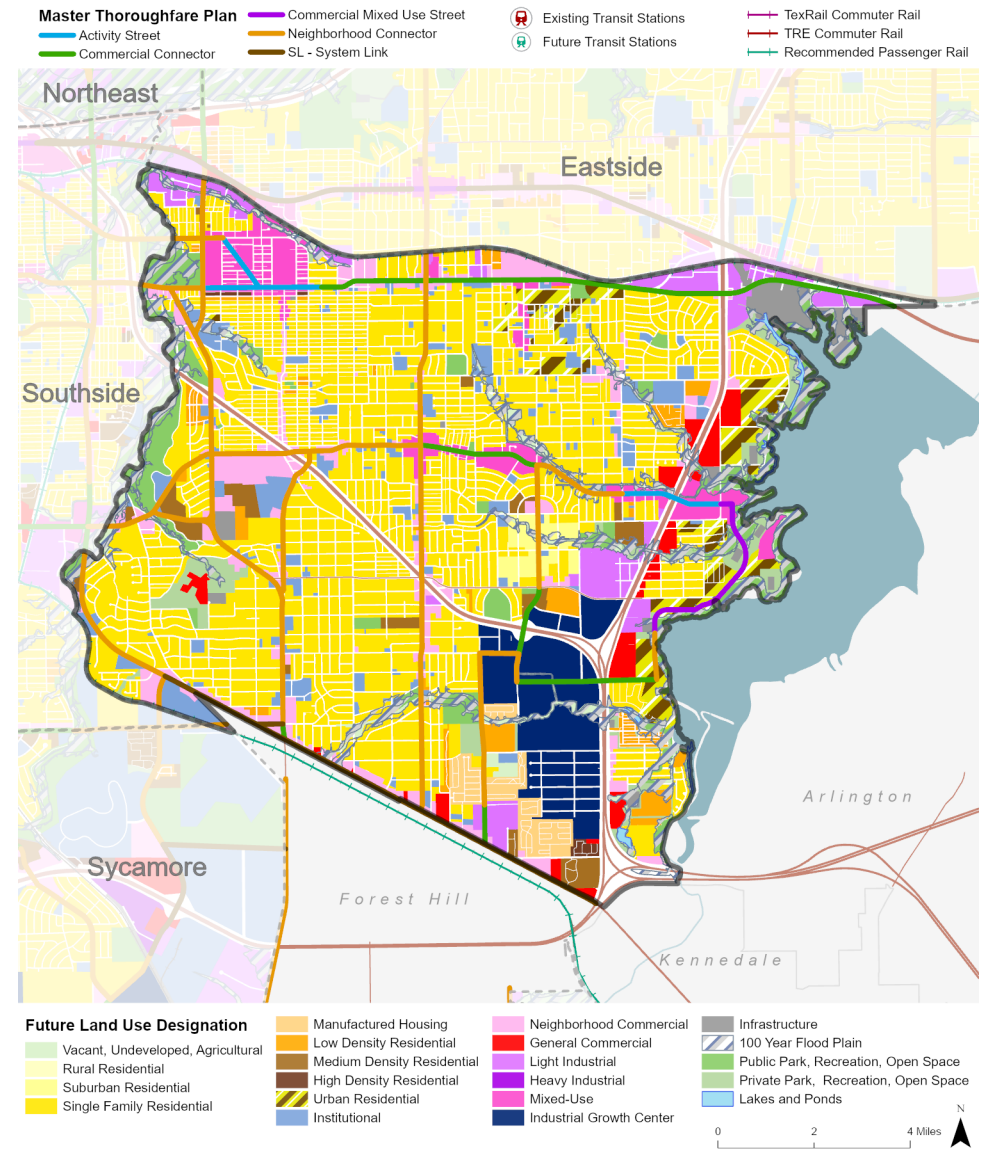 Master Thoroughfare Plan
Activity Street
Commercial Connector
Commercial Mixed Use Street
Neighborhood Connector
SL - System Link
Existing Transit Stations
Future Transit Stations
TexRail Commuter Rail
TRE Commuter Rail
Recommended Passenger Rail
Northeast
Eastside
Southside
Arlington
Sycamore
Forest Hill
Kennedale
Future Land Use Designation
Vacant, Undeveloped, Agricultural
Rural Residential
Suburban Residential
Single Family Residential
Manufactured Housing
Low Density Residential
Medium Density Residential
High Density Residential
Urban Residential
Institutional
Neighborhood Commercial
General Commercial
Light Industrial
Heavy Industrial
Mixed-Use
Industrial Growth Center
Infrastructure
100 Year Flood Plain
Public Park, Recreation, Open Space
Private Park, Recreation, Open Space
Lakes and Ponds
N
0 2 4 Miles